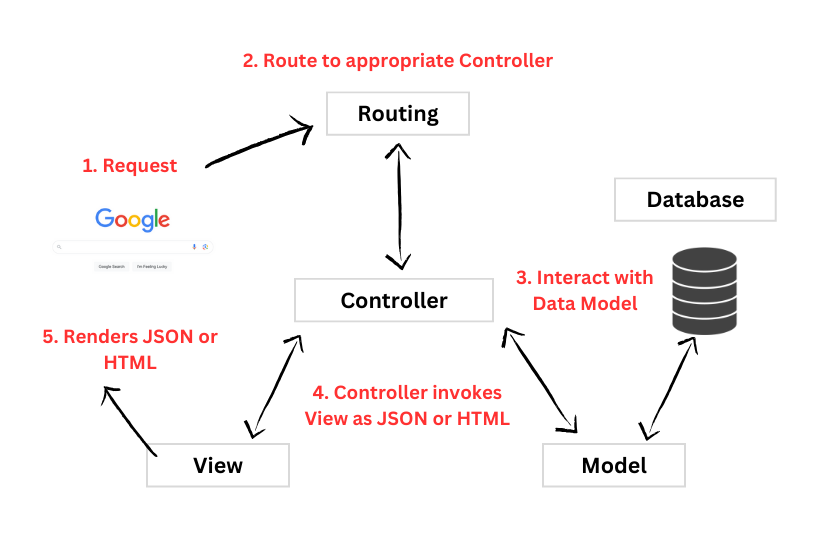 2. Route to appropriate Controller
Routing
1. Request
Google
Google Search
I'm Feeling Lucky
Database
3. Interact with
Data Model
Controller
5. Renders JSON or
HTML
4. Controller invokes
View as JSON or HTML
View
Model